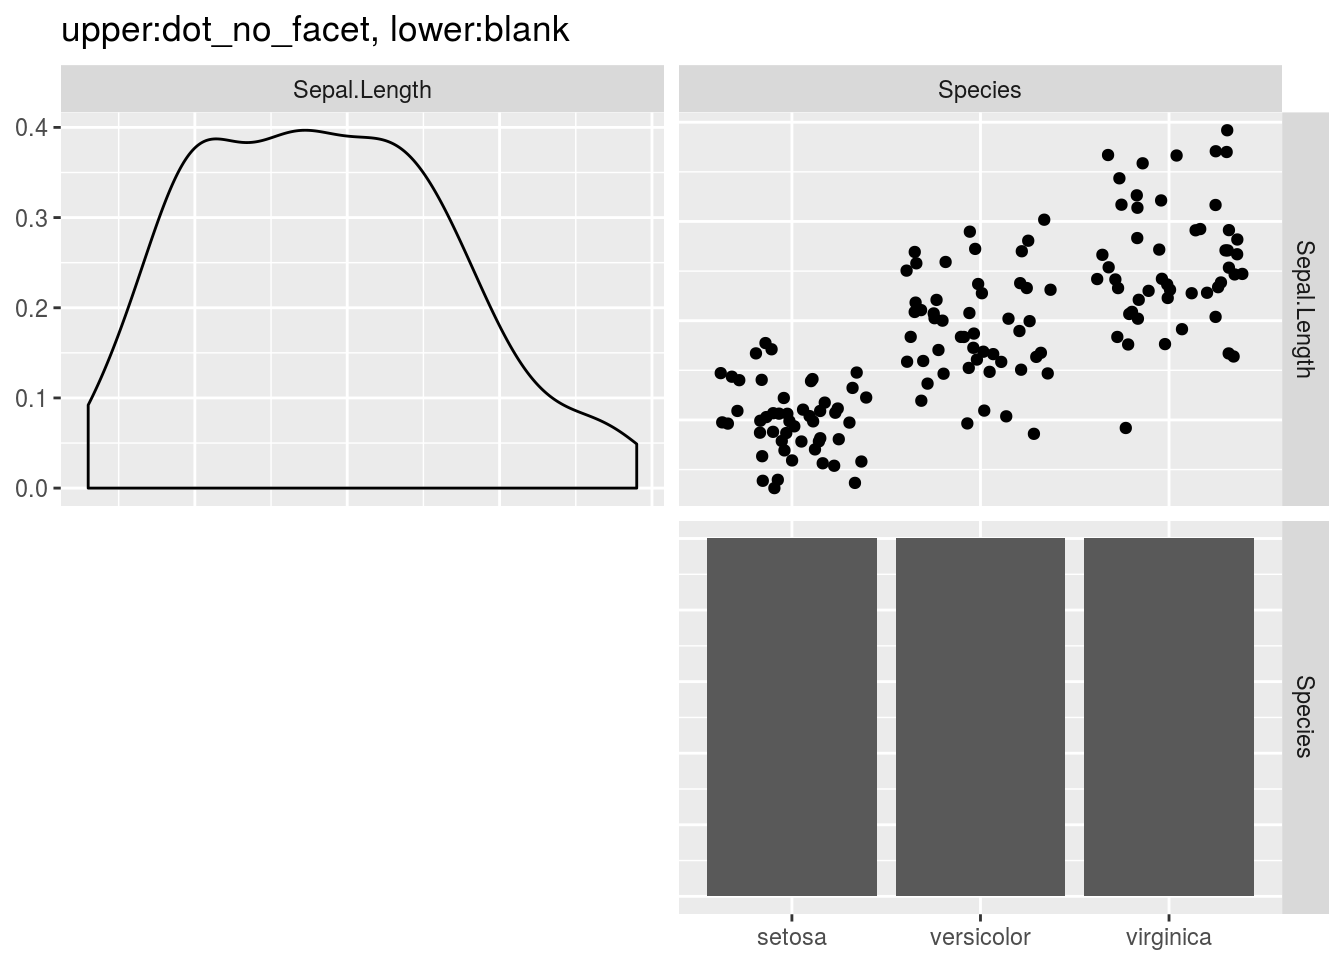 upper:dot_no_facet, lower:blank
Sepal.Length
Species
0.4
0.3
0.2
0.1
0.0
Sepal.Length
Species
setosa
versicolor
virginica